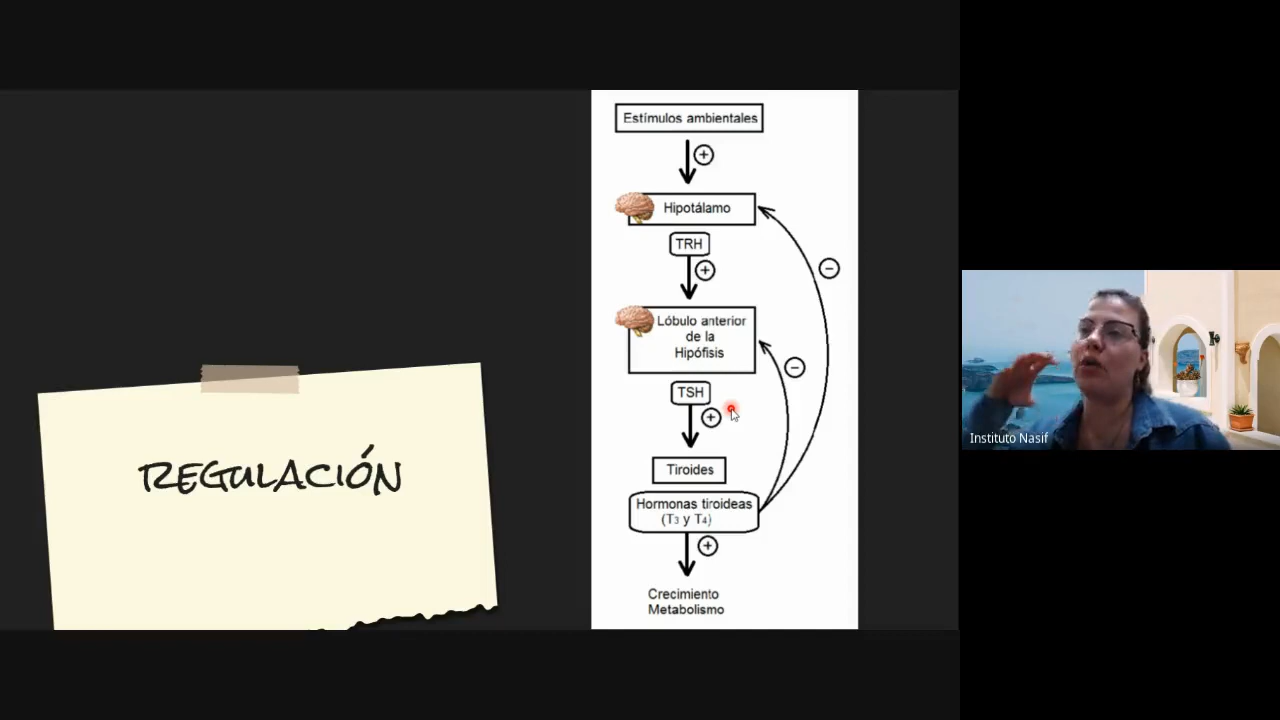 Estímulos ambientales
+
Hipotálamo
TRH
+
−
Lóbulo anterior
de la
Hipófisis
−
TSH
+
Tiroides
Hormonas tiroideas
(T3 y T4)
+
Crecimiento
Metabolismo
REGULACIÓN
Instituto Nasif